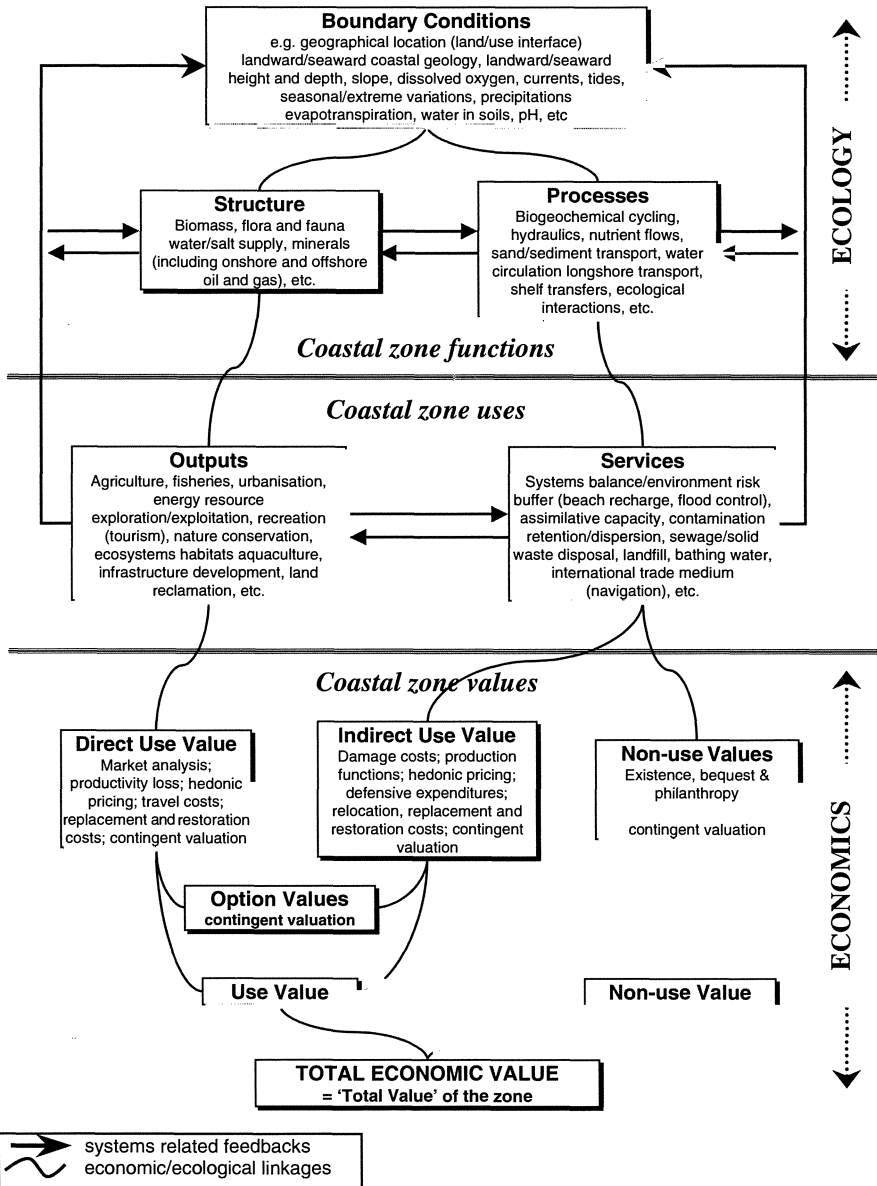 Boundary Conditions
e.g. geographical location (land/use interface)
landward/seaward coastal geology, landward/seaward
height and depth, slope, dissolved oxygen, currents, tides,
seasonal/extreme variations, precipitations
evapotranspiration, water in soils, pH, etc
ECOLOGY
Structure
Biomass, flora and fauna
water/salt supply, minerals
(including onshore and offshore
oil and gas), etc.
Processes
Biogeochemical cycling,
hydraulics, nutrient flows,
sand/sediment transport, water
circulation longshore transport,
shelf transfers, ecological
interactions, etc.
Coastal zone functions
Coastal zone uses
Outputs
Agriculture, fisheries, urbanisation,
energy resource
exploration/exploitation, recreation
(tourism), nature conservation,
ecosystems habitats aquaculture,
infrastructure development, land
reclamation, etc.
Services
Systems balance/environment risk
buffer (beach recharge, flood control),
assimilative capacity, contamination
retention/dispersion, sewage/solid
waste disposal, landfill, bathing water,
international trade medium
(navigation), etc.
Coastal zone values
Direct Use Value
Market analysis;
productivity loss; hedonic
pricing; travel costs;
replacement and restoration
costs; contingent valuation
Indirect Use Value
Damage costs; production
functions; hedonic pricing;
defensive expenditures;
relocation, replacement and
restoration costs; contingent
valuation
Non-use Values
Existence, bequest &
philanthropy
contingent valuation
ECONOMICS
Option Values
contingent valuation
Use Value
Non-use Value
TOTAL ECONOMIC VALUE
= ‘Total Value’ of the zone
systems related feedbacks
economic/ecological linkages